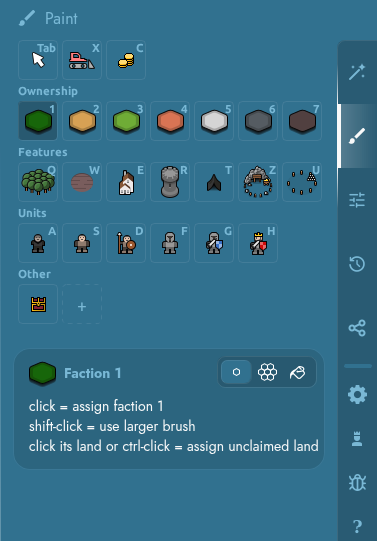 Paint
Tab X C
Ownership
1 2 3 4 5 6 7
Features
Q W E R T Z U
Units
A S D F G H
Other
+
Faction 1
click = assign faction 1
shift-click = use larger brush
click its land or ctrl-click = assign unclaimed land
?